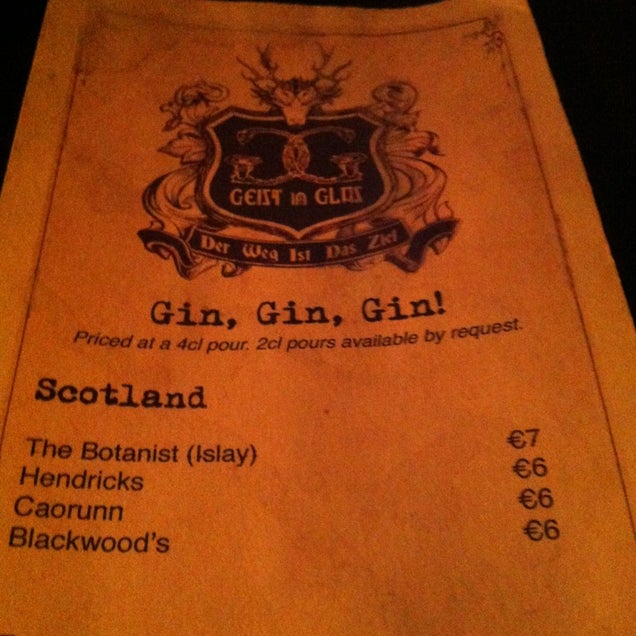 GEIST in GLAS
Der Weg Ist Das Ziel
Gin, Gin, Gin!
Priced at a 4cl pour. 2cl pours available by request.
Scotland
The Botanist (Islay) €7
Hendricks €6
Caorunn €6
Blackwood's €6